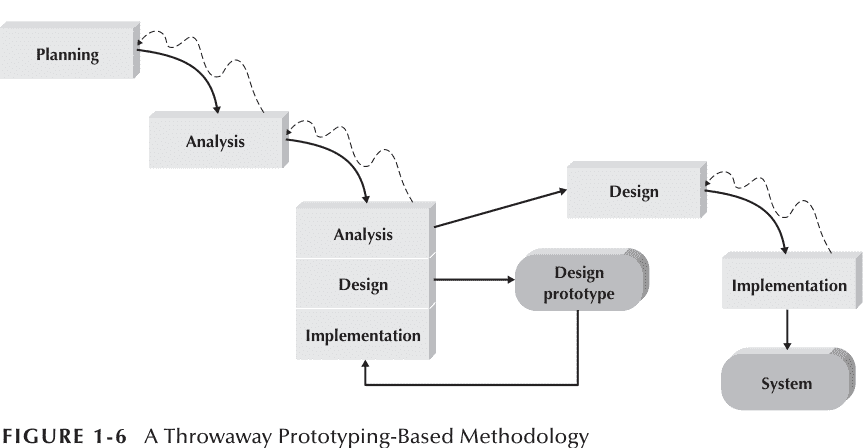 Planning
Analysis
Analysis
Design
Implementation
Design
prototype
Design
Implementation
System
FIGURE 1-6 A Throwaway Prototyping-Based Methodology